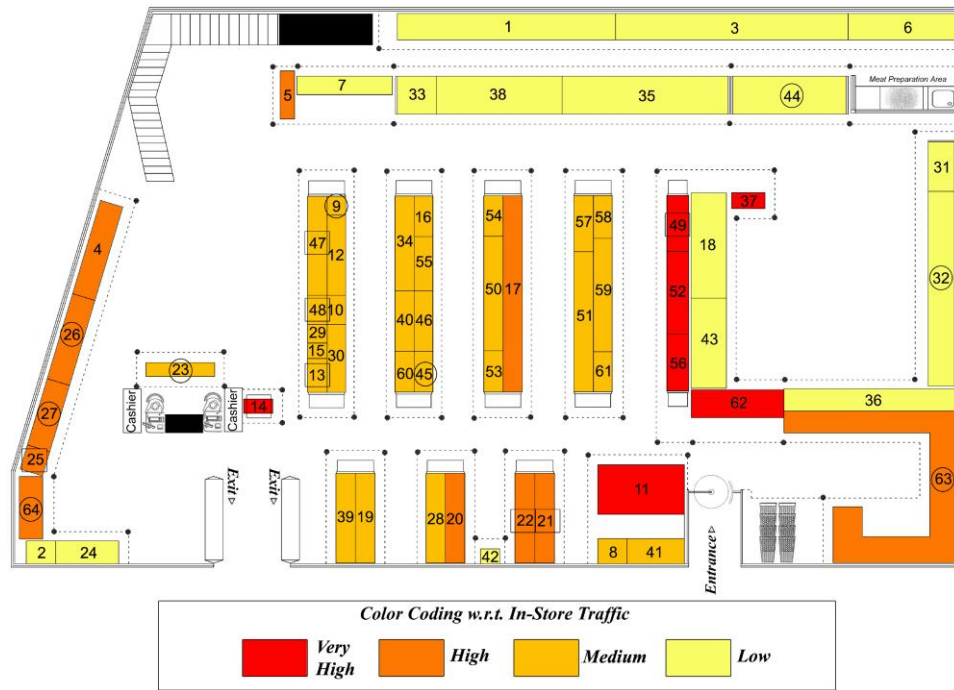 1 3 6
Meat Preparation Area
5 7 33 38 35 44
31
9 37
4 47 12 34 16 54 17 57 58 49 18 32
55
26 48 10 40 46 50 51 59 52 43
29
23 15 30 53 56
27 13 60 45 61
Cashier Cashier 14 62 36
25
64 Exit Exit 39 19 28 20 22 21 11 63
2 24 42 8 41 Entrance
Color Coding w.r.t. In-Store Traffic
Very
High High Medium Low